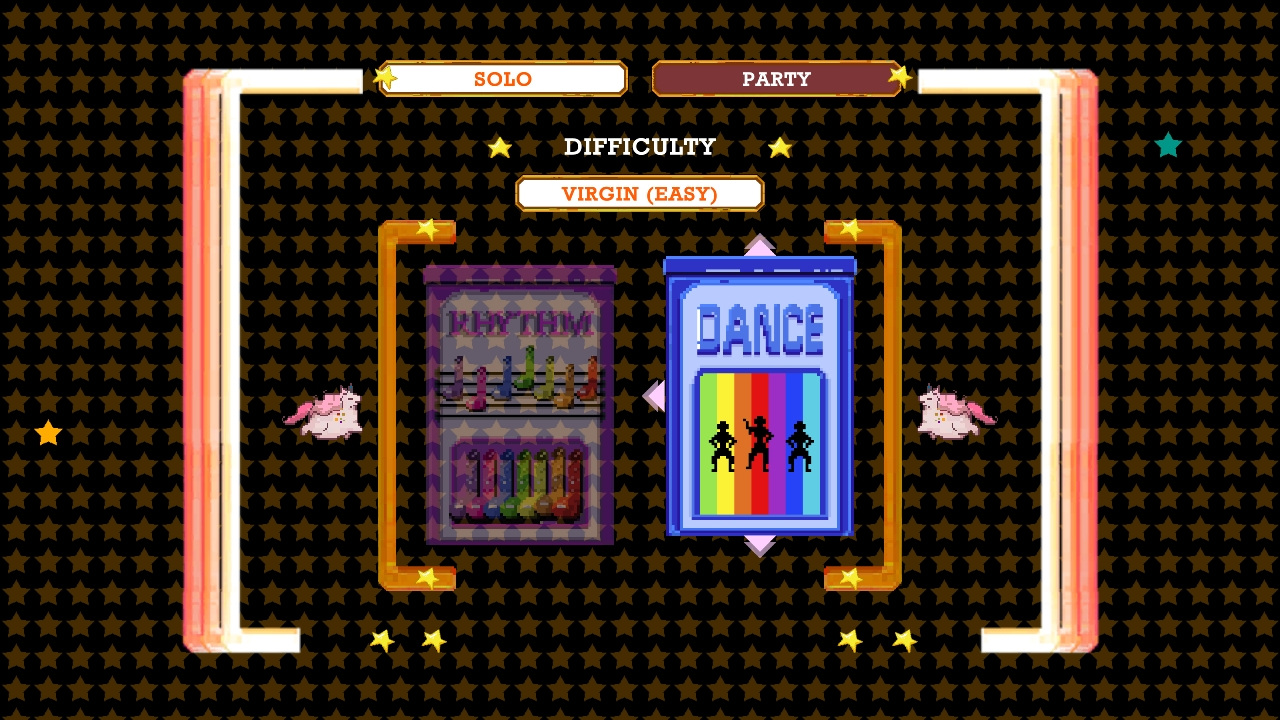 SOLO
PARTY
DIFFICULTY
VIRGIN (EASY)
RHYTHM
DANCE